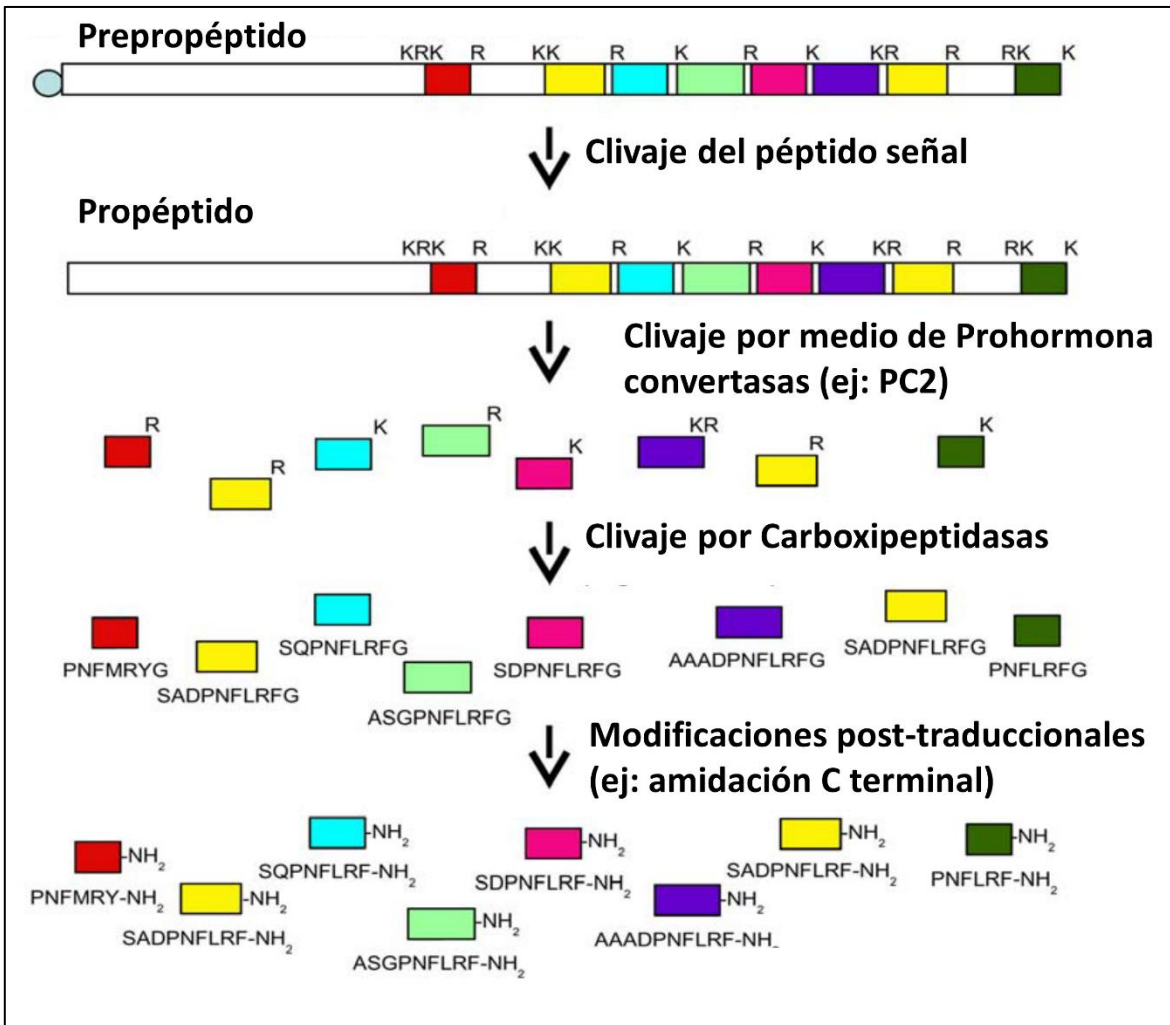 Prepropéptido
KRK R KK R K R K KR R RK K
Clivaje del péptido señal
Propéptido
KRK R KK R K R K KR R RK K
Clivaje por medio de Prohormona
convertasas (ej: PC2)
R R K R K KR R K
Clivaje por Carboxipeptidasas
PNFMRYG
SADPNFLRFG
SQPNFLRFG
ASGPNFLRFG
SDPNFLRFG
AAADPNFLRFG
SADPNFLRFG
PNFLRFG
Modificaciones post-traduccionales
(ej: amidación C terminal)
-NH₂
PNFMRY-NH₂
-NH₂
SADPNFLRF-NH₂
-NH₂
SQPNFLRF-NH₂
-NH₂
ASGPNFLRF-NH₂
-NH₂
SDPNFLRF-NH₂
-NH₂
AAADPNFLRF-NH₂
-NH₂
SADPNFLRF-NH₂
-NH₂
PNFLRF-NH₂